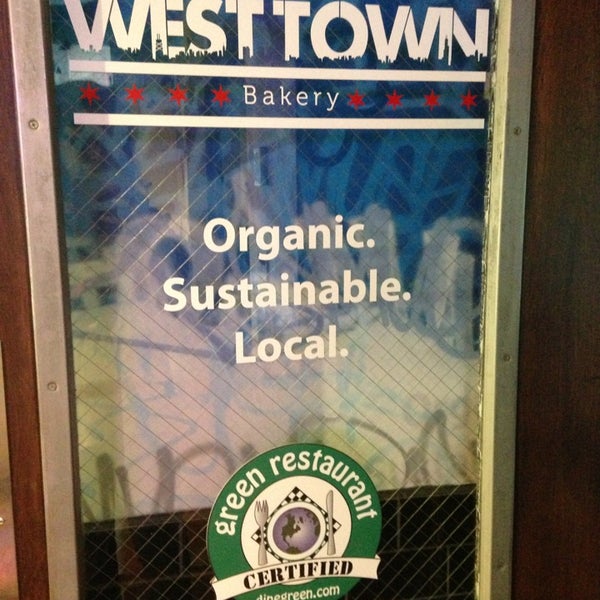 WEST TOWN
Bakery
Organic.
Sustainable.
Local.
green restaurant
CERTIFIED
dinegreen.com